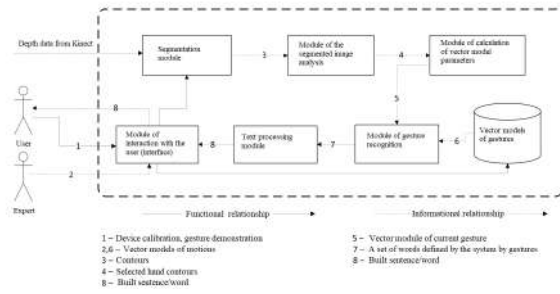 Depth data from Kinect
Segmentation
module
3
Module of the
segmented image
analysis
4
Module of calculation
of vector modal
parameters
8
5
User
1
Module of
interaction with the
user (interface)
8
Text processing
module
7
Module of gesture
recognition
6
Vector models
of gestures
2
Expert
Functional relationship
Informational relationship
1 – Device calibration, gesture demonstration
2,6 – Vector models of motions
3 – Contours
4 – Selected hand contours
8 – Built sentence/word
5 – Vector module of current gesture
7 – A set of words defined by the system by gestures
8 – Built sentence/word